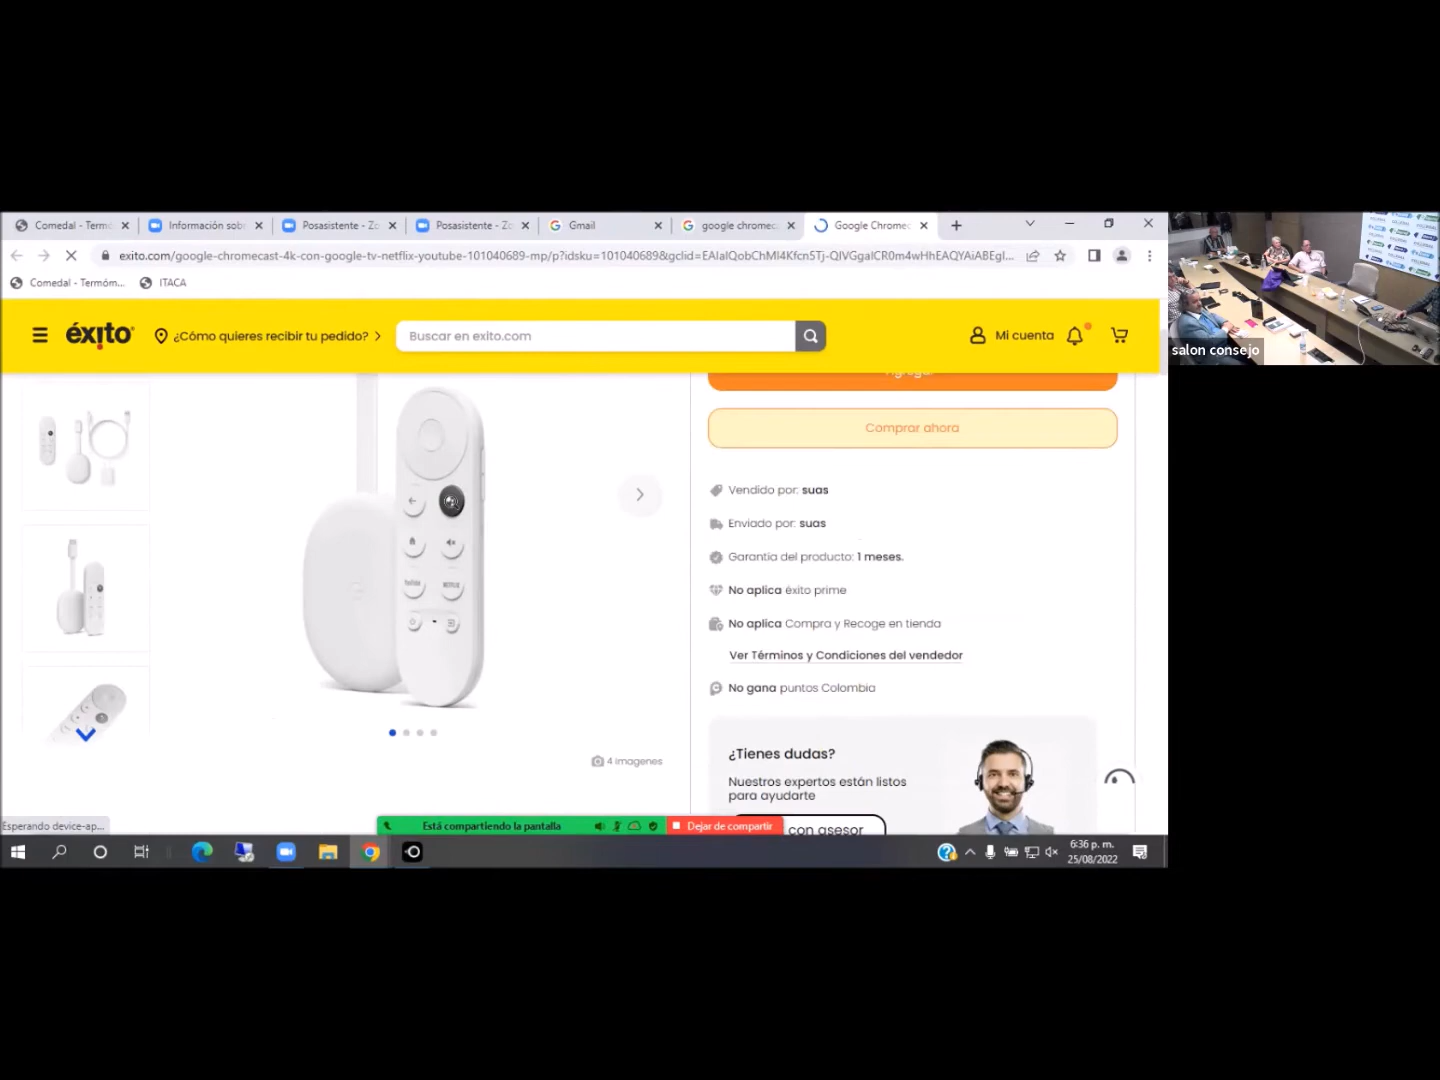 Comedal - Termó
Información sob
Posasistente - Zo
Posasistente - Zo
Gmail
google chromec
Google Chromec
exito.com/google-chromecast-4k-con-google-tv-netflix-youtube-101040689-mp/p?idsku=101040689&gclid=
Comedal - Termóm...
ITACA
éxito
¿Cómo quieres recibir tu pedido?
Buscar en exito.com
Mi cuenta
salon consejo
Comprar ahora
Vendido por: suas
Enviado por: suas
Garantía del producto: 1 meses.
No aplica éxito prime
No aplica Compra y Recoge en tienda
Ver Términos y Condiciones del vendedor
No gana puntos Colombia
YouTube
NETFLIX
4 imagenes
¿Tienes dudas?
Nuestros expertos están listos
para ayudarte
con asesor
Esperando device-ap...
Está compartiendo la pantalla
Dejar de compartir
6:36 p. m.
25/08/2022